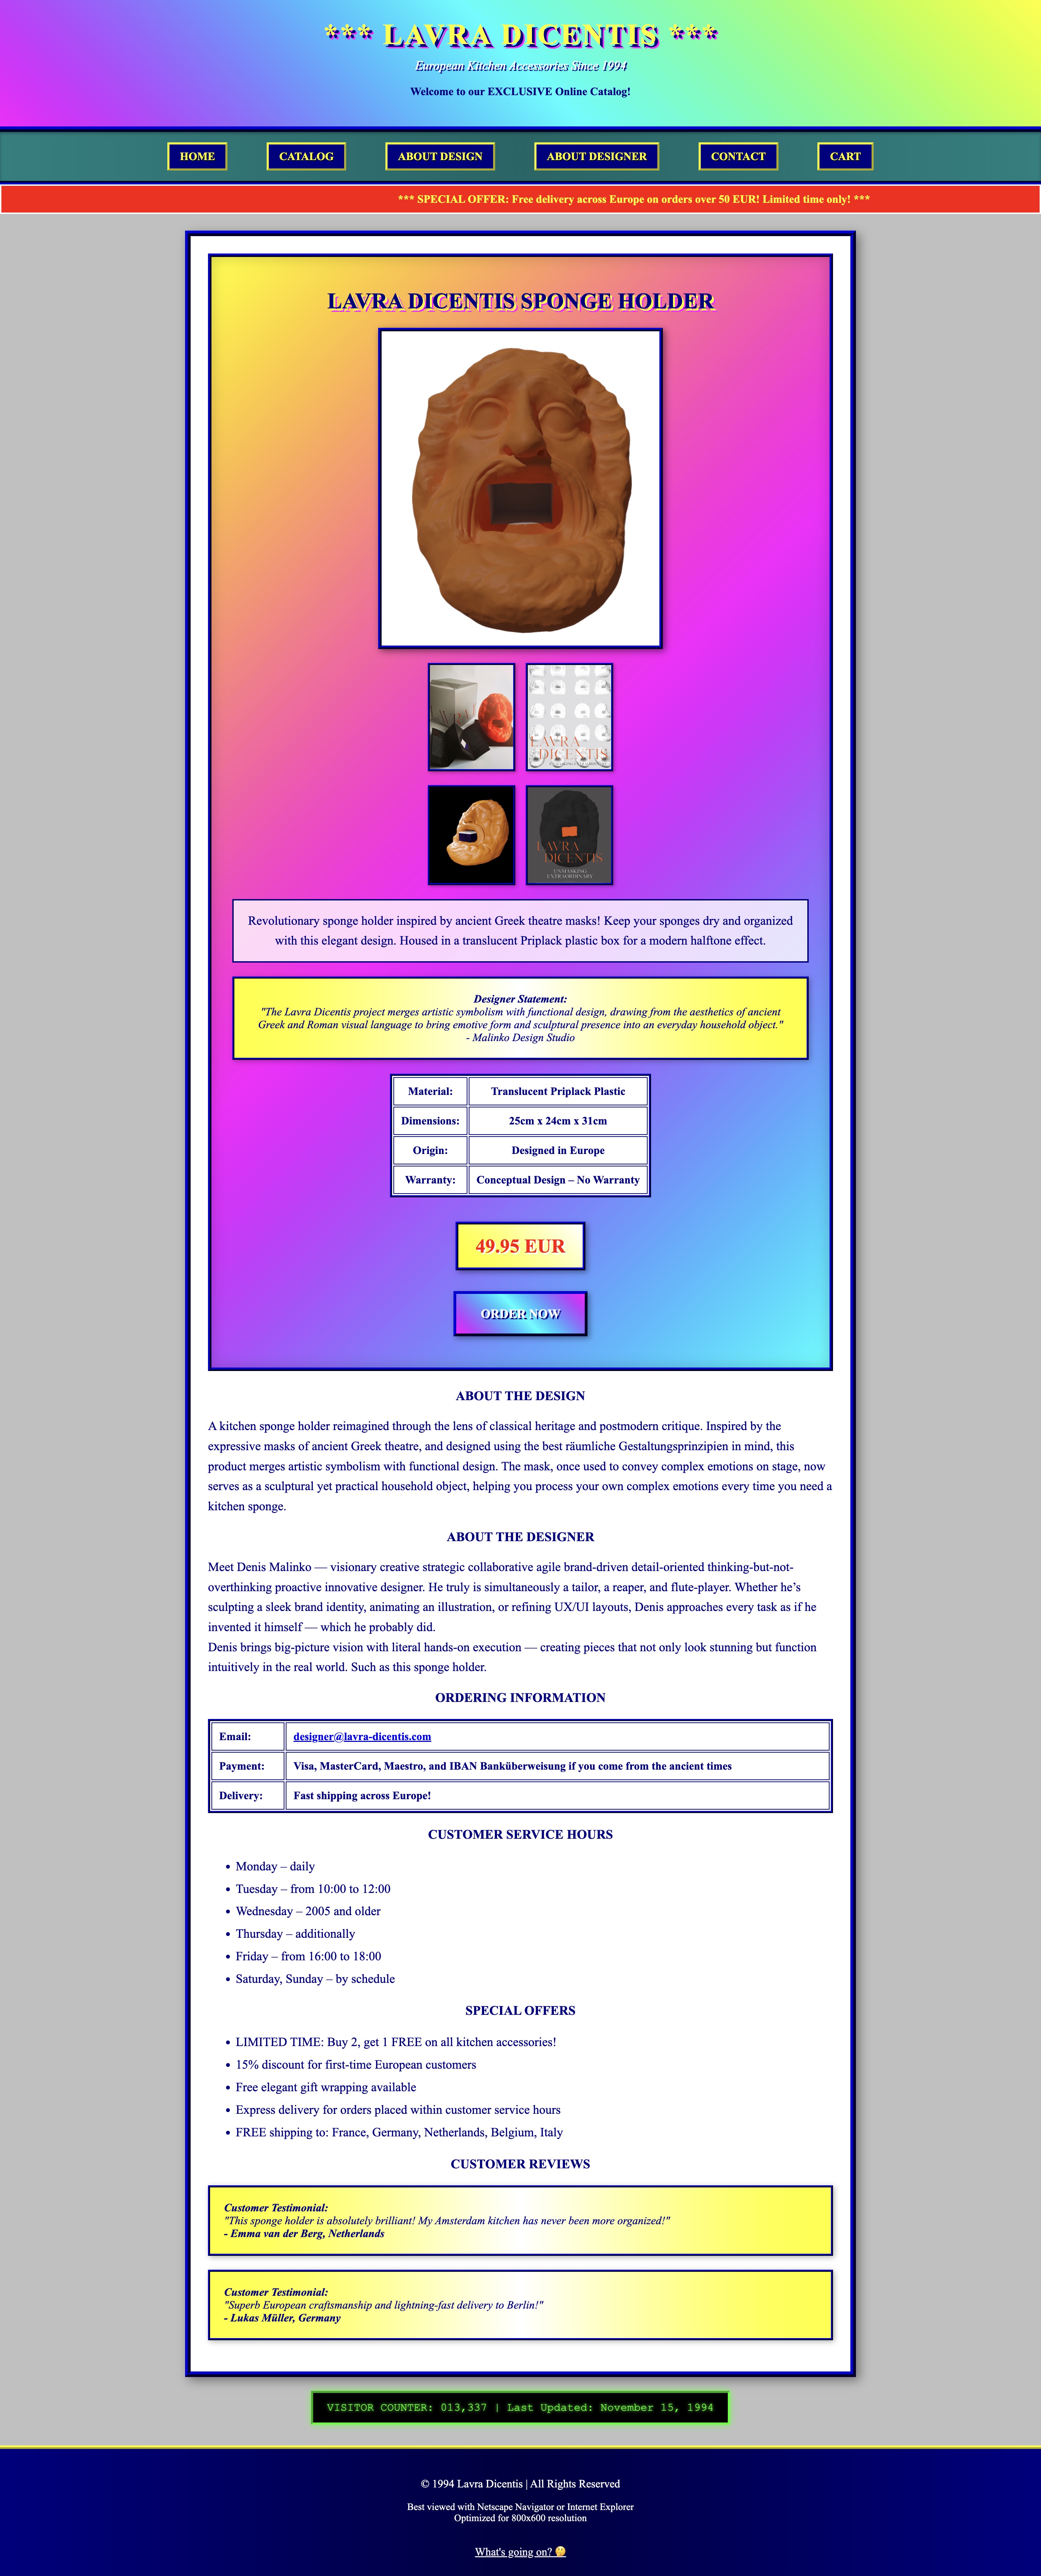 *** LAVRA DICENTIS ***
European Kitchen Accessories Since 1994
Welcome to our EXCLUSIVE Online Catalog!
HOME
CATALOG
ABOUT DESIGN
ABOUT DESIGNER
CONTACT
CART
*** SPECIAL OFFER: Free delivery across Europe on orders over 50 EUR! Limited time only! ***
LAVRA DICENTIS SPONGE HOLDER
LAVRA
DICENTIS
LAVRA
DICENTIS
UNSPOKING
EXTRAORDINARY
Revolutionary sponge holder inspired by ancient Greek theatre masks! Keep your sponges dry and organized
with this elegant design. Housed in a translucent Priplack plastic box for a modern halftone effect.
Designer Statement:
"The Lavra Dicentis project merges artistic symbolism with functional design, drawing from the aesthetics of ancient
Greek and Roman visual language to bring emotive form and sculptural presence into an everyday household object."
- Malinko Design Studio
Material: Translucent Priplack Plastic
Dimensions: 25cm x 24cm x 31cm
Origin: Designed in Europe
Warranty: Conceptual Design – No Warranty
49.95 EUR
ORDER NOW
ABOUT THE DESIGN
A kitchen sponge holder reimagined through the lens of classical heritage and postmodern critique. Inspired by the
expressive masks of ancient Greek theatre, and designed using the best räumliche Gestaltungsprinzipien in mind, this
product merges artistic symbolism with functional design. The mask, once used to convey complex emotions on stage, now
serves as a sculptural yet practical household object, helping you process your own complex emotions every time you need a
kitchen sponge.
ABOUT THE DESIGNER
Meet Denis Malinko — visionary creative strategic collaborative agile brand-driven detail-oriented thinking-but-not-
overthinking proactive innovative designer. He truly is simultaneously a tailor, a reaper, and flute-player. Whether he’s
sculpting a sleek brand identity, animating an illustration, or refining UX/UI layouts, Denis approaches every task as if he
invented it himself — which he probably did.
Denis brings big-picture vision with literal hands-on execution — creating pieces that not only look stunning but function
intuitively in the real world. Such as this sponge holder.
ORDERING INFORMATION
Email: designer@lavra-dicentis.com
Payment: Visa, MasterCard, Maestro, and IBAN Banküberweisung if you come from the ancient times
Delivery: Fast shipping across Europe!
CUSTOMER SERVICE HOURS
• Monday – daily
• Tuesday – from 10:00 to 12:00
• Wednesday – 2005 and older
• Thursday – additionally
• Friday – from 16:00 to 18:00
• Saturday, Sunday – by schedule
SPECIAL OFFERS
• LIMITED TIME: Buy 2, get 1 FREE on all kitchen accessories!
• 15% discount for first-time European customers
• Free elegant gift wrapping available
• Express delivery for orders placed within customer service hours
• FREE shipping to: France, Germany, Netherlands, Belgium, Italy
CUSTOMER REVIEWS
Customer Testimonial:
"This sponge holder is absolutely brilliant! My Amsterdam kitchen has never been more organized!"
- Emma van der Berg, Netherlands
Customer Testimonial:
"Superb European craftsmanship and lightning-fast delivery to Berlin!"
- Lukas Müller, Germany
VISITOR COUNTER: 013,337 | Last Updated: November 15, 1994
© 1994 Lavra Dicentis | All Rights Reserved
Best viewed with Netscape Navigator or Internet Explorer
Optimized for 800x600 resolution
What's going on? 🤔